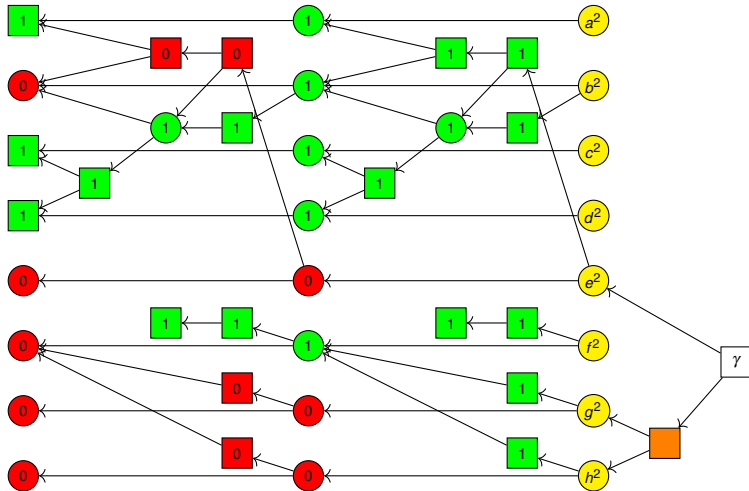 1 1 a²
0 0 1 1
0 1 b²
1 1 1 1
1 1 c²
1 1
1 1 d²
0 0 e²
1 1 1 1
0 1 f²
γ
0 1
0 0 g²
0 1
0 0 h²